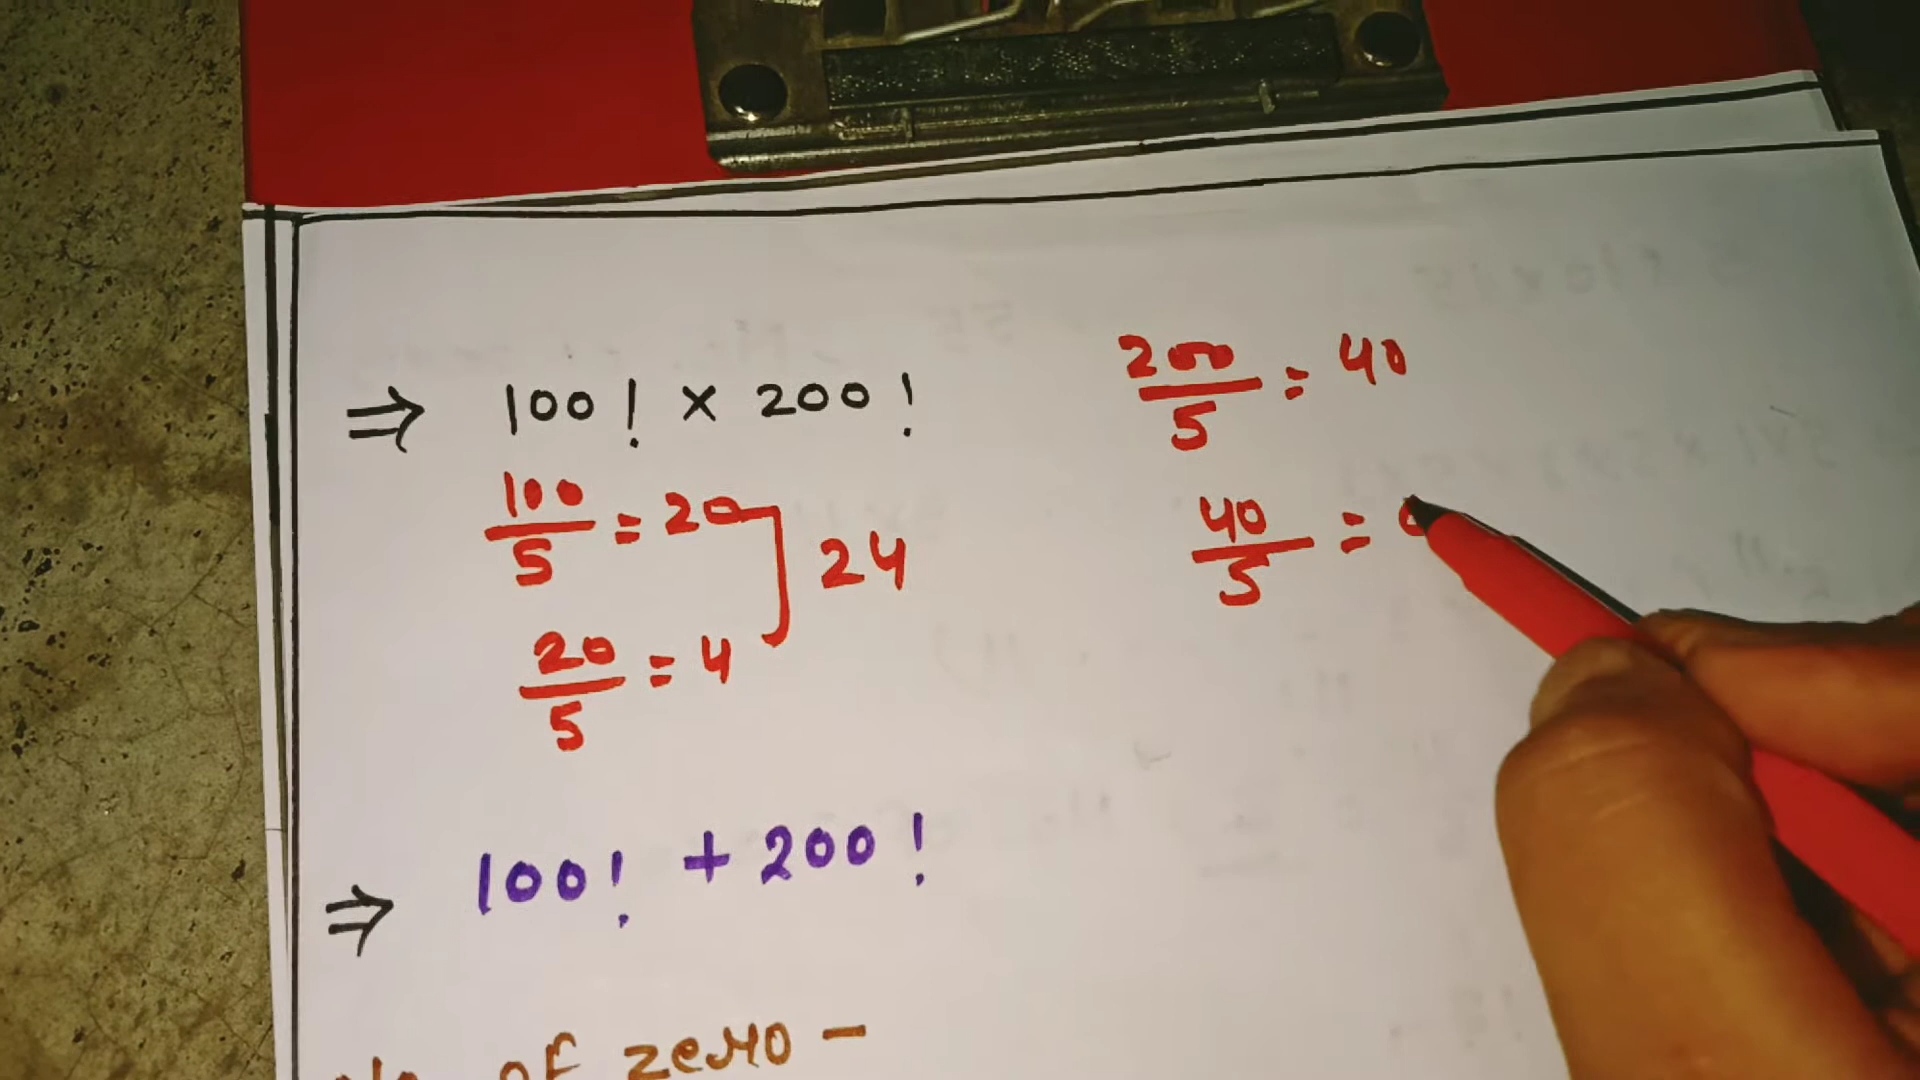 ⇒ 100! × 200!
100/5 = 20
24
20/5 = 4
200/5 = 40
40/5 =
⇒ 100! + 200!
of zero -